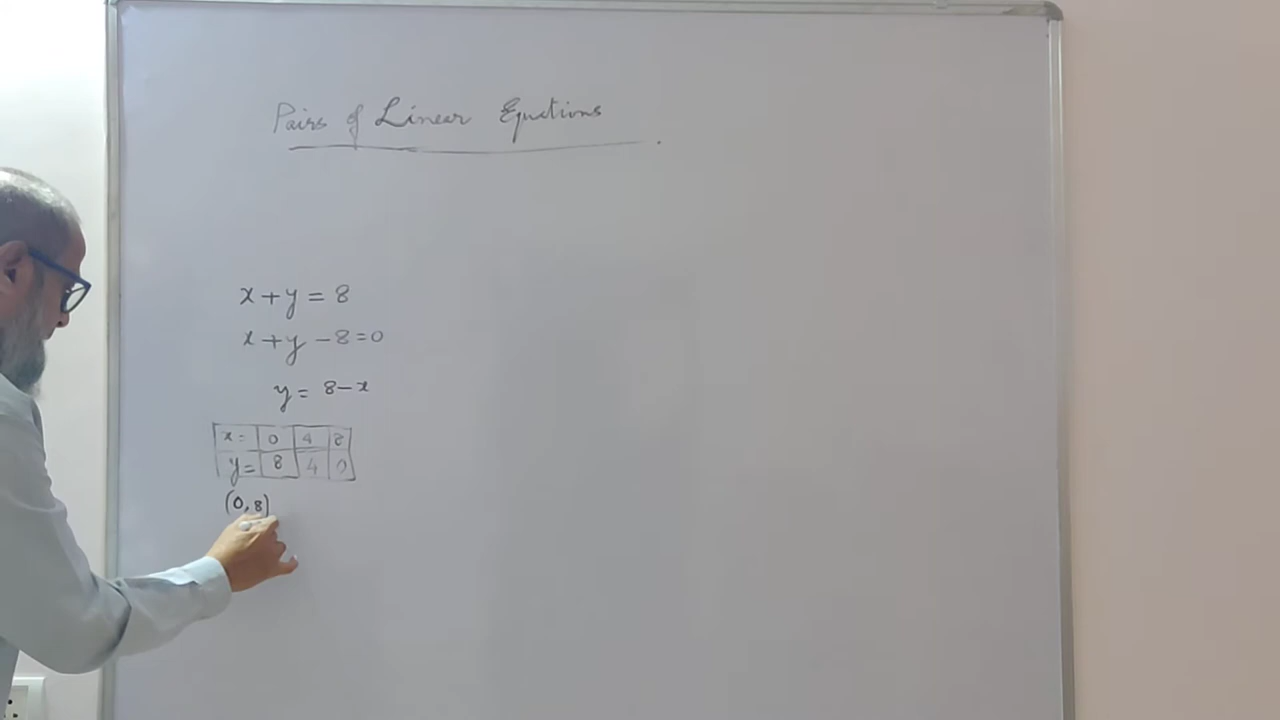 Pairs of Linear Equations
x + y = 8
x + y - 8 = 0
y = 8 - x
x = 0 4 8
y = 8 4 0
(0, 8)